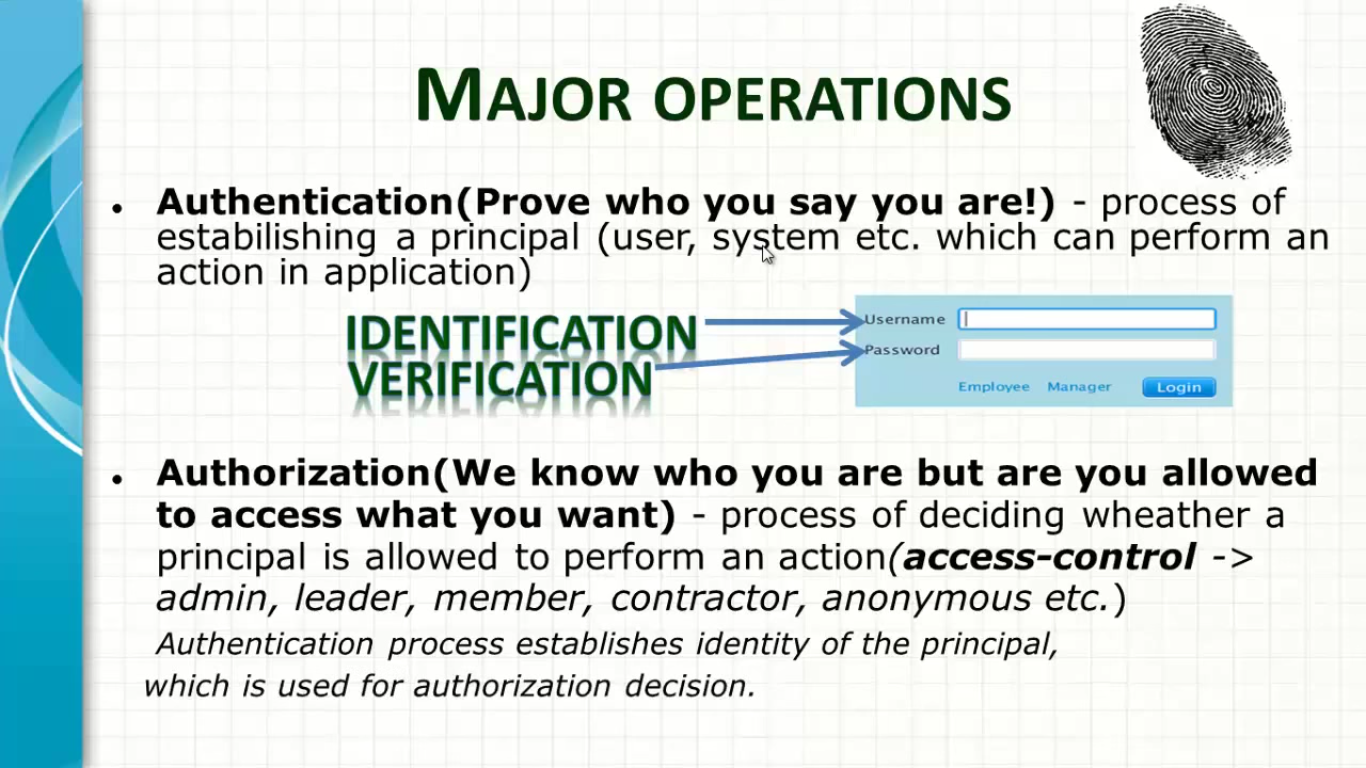 MAJOR OPERATIONS
• Authentication(Prove who you say you are!) - process of
estabilishing a principal (user, system etc. which can perform an
action in application)
IDENTIFICATION
VERIFICATION
Username
Password
Employee Manager Login
• Authorization(We know who you are but are you allowed
to access what you want) - process of deciding wheather a
principal is allowed to perform an action(access-control ->
admin, leader, member, contractor, anonymous etc.)
Authentication process establishes identity of the principal,
which is used for authorization decision.